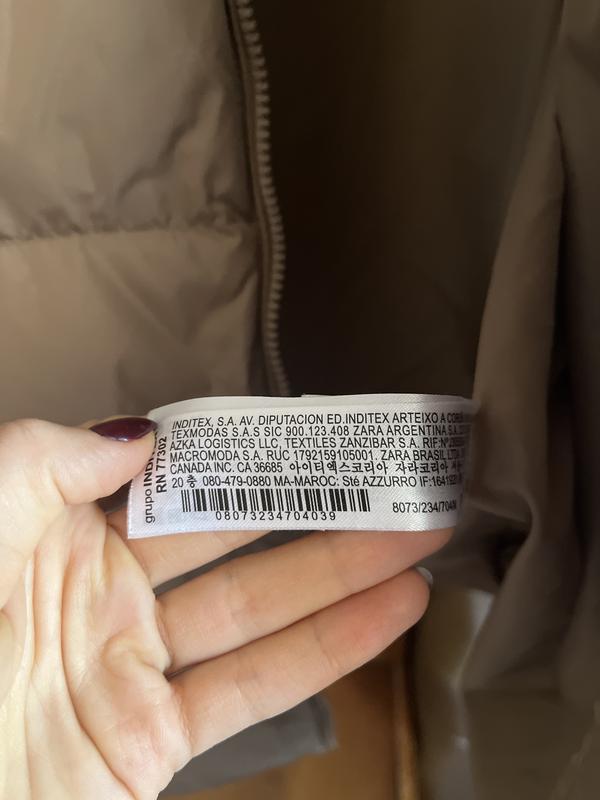 INDITEX, S.A. AV. DIPUTACION ED.INDITEX ARTEIXO A
TEXMODAS S.A.S SIC 900.123.408 ZARA ARGENTINA S.A.
AZKA LOGISTICS LLC, TEXTILES ZANZIBAR S.A. RIF:Nº
MACROMODA S.A. RUC 1792159105001. ZARA BRASIL LTDA.
CANADA INC. CA 36685 아이티엑스코리아 자라코리아
20 층 080-479-0880 MA-MAROC: Sté AZZURRO
08073234704039
8073/234/704/
grupo
RN 77302